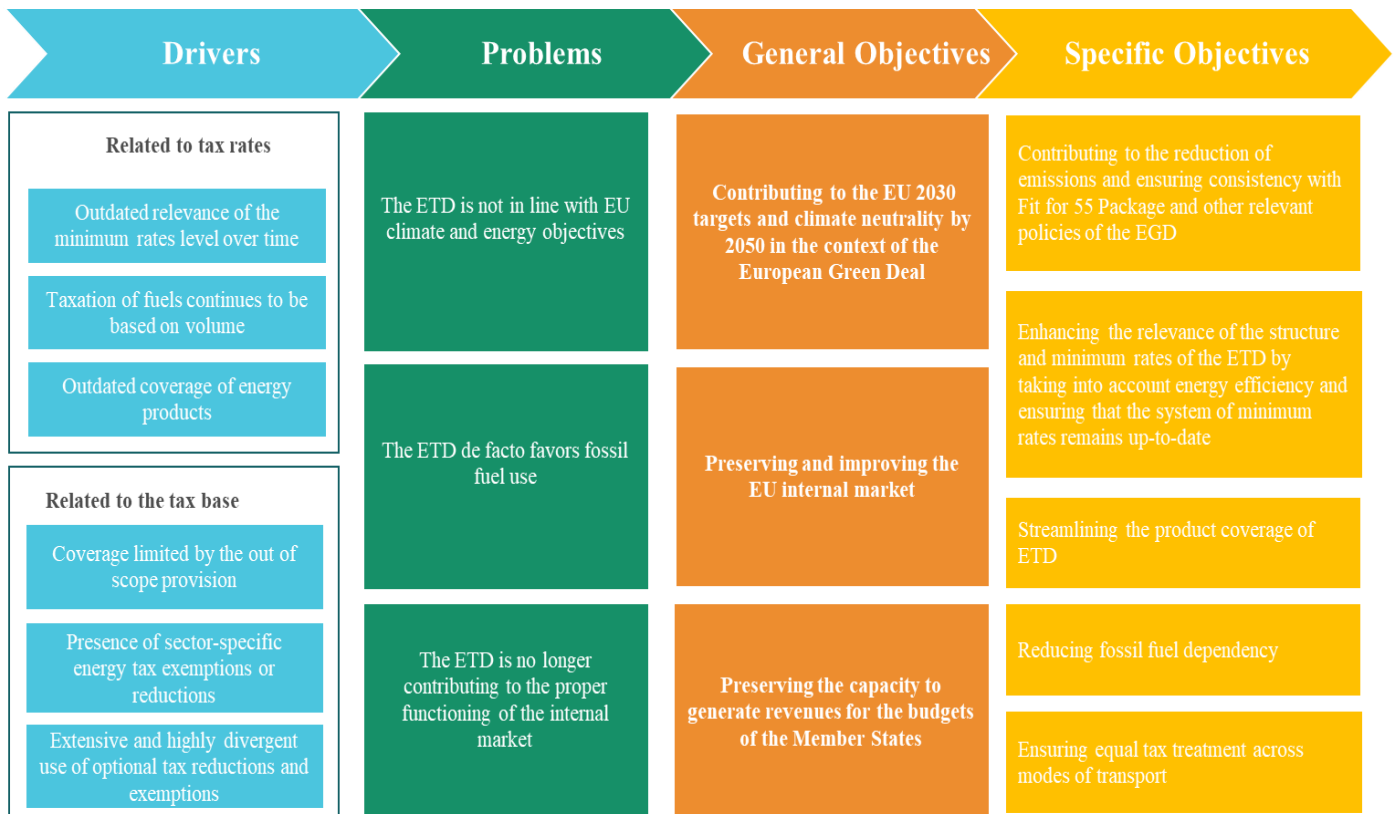 Drivers
Problems
General Objectives
Specific Objectives
Related to tax rates
Outdated relevance of the
minimum rates level over time
Taxation of fuels continues to be
based on volume
Outdated coverage of energy
products
Related to the tax base
Coverage limited by the out of
scope provision
Presence of sector-specific
energy tax exemptions or
reductions
Extensive and highly divergent
use of optional tax reductions and
exemptions
The ETD is not in line with EU
climate and energy objectives
The ETD de facto favors fossil
fuel use
The ETD is no longer
contributing to the proper
functioning of the internal
market
Contributing to the EU 2030
targets and climate neutrality by
2050 in the context of the
European Green Deal
Preserving and improving the
EU internal market
Preserving the capacity to
generate revenues for the budgets
of the Member States
Contributing to the reduction of
emissions and ensuring consistency with
Fit for 55 Package and other relevant
policies of the EGD
Enhancing the relevance of the structure
and minimum rates of the ETD by
taking into account energy efficiency and
ensuring that the system of minimum
rates remains up-to-date
Streamlining the product coverage of
ETD
Reducing fossil fuel dependency
Ensuring equal tax treatment across
modes of transport